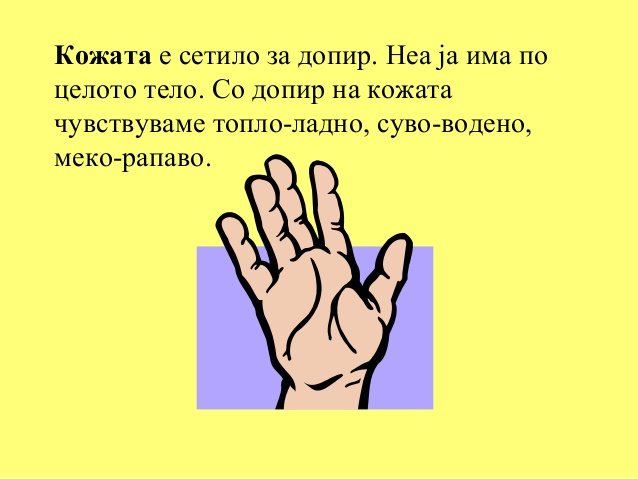 Кожата е сетило за допир. Неа ја има по
целото тело. Со допир на кожата
чувствуваме топло-ладно, суво-водено,
меко-рапаво.